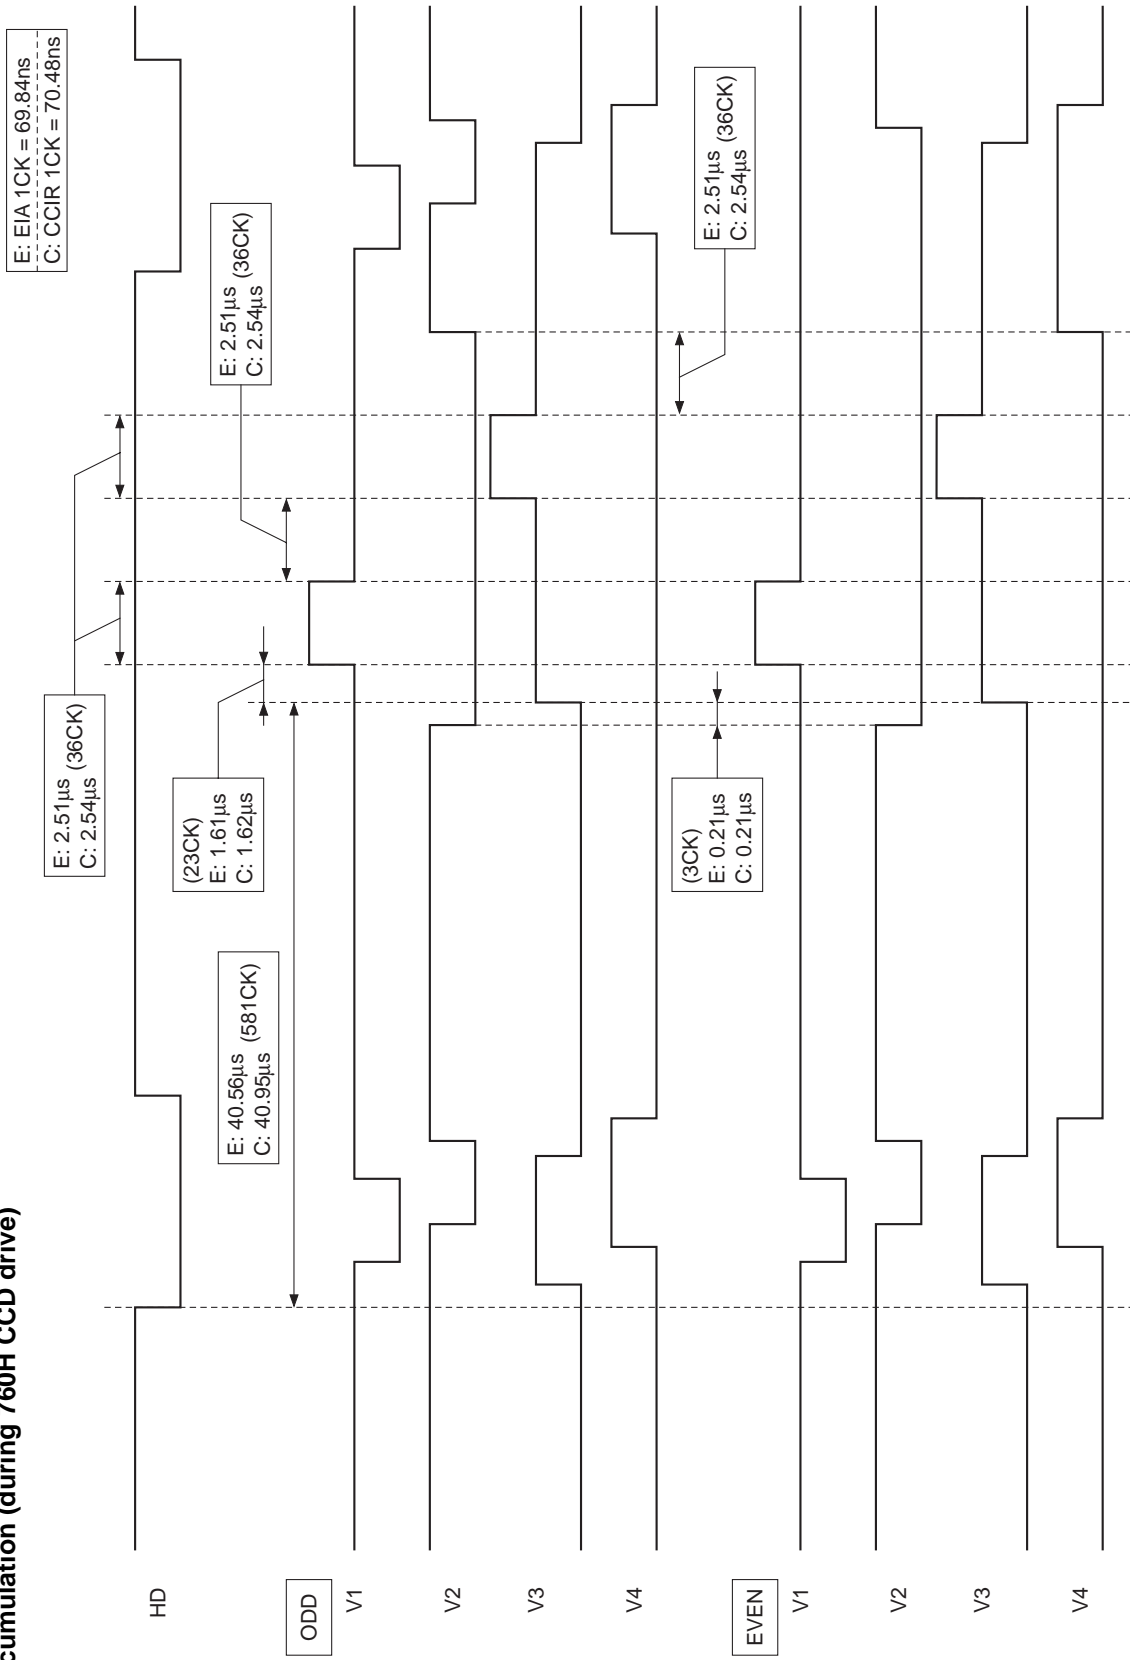 cumulation (during 760H CCD drive)
E: EIA 1CK = 69.84ns
C: CCIR 1CK = 70.48ns
HD
E: 2.51μs (36CK)
C: 2.54μs
(23CK)
E: 1.61μs
C: 1.62μs
E: 2.51μs (36CK)
C: 2.54μs
E: 40.56μs (581CK)
C: 40.95μs
ODD
V1
V2
V3
V4
E: 2.51μs (36CK)
C: 2.54μs
(3CK)
E: 0.21μs
C: 0.21μs
EVEN
V1
V2
V3
V4